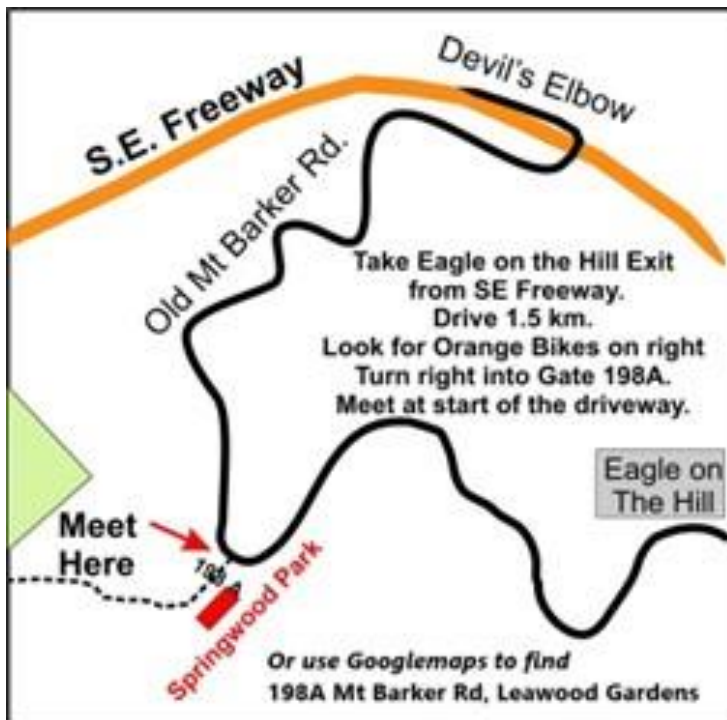 Devil's Elbow
S.E. Freeway
Old Mt Barker Rd.
Take Eagle on the Hill Exit
from SE Freeway.
Drive 1.5 km.
Look for Orange Bikes on right
Turn right into Gate 198A.
Meet at start of the driveway.
Eagle on
The Hill
Meet
Here
198
Springwood Park
Or use Googlemaps to find
198A Mt Barker Rd, Leawood Gardens